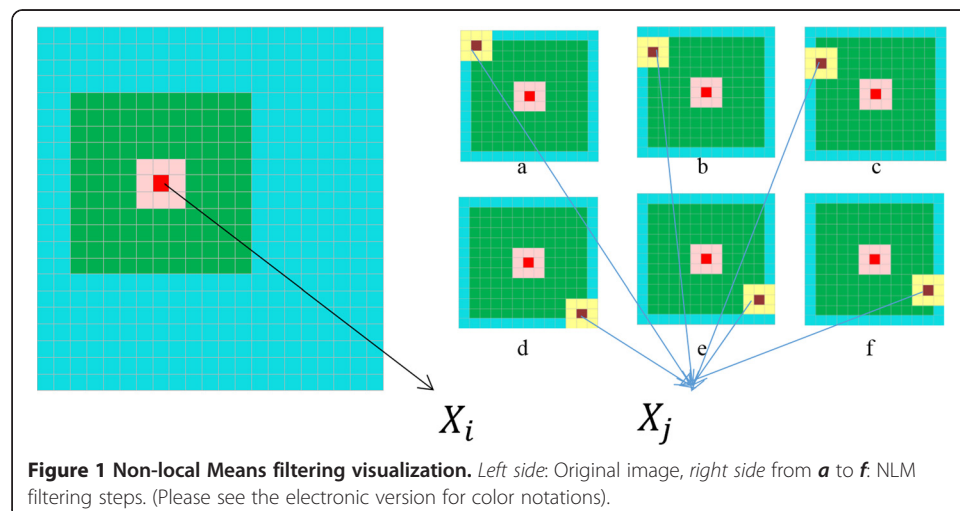 a
b
c
d
e
f
X_i
X_j
Figure 1 Non-local Means filtering visualization. Left side: Original image, right side from a to f: NLM
filtering steps. (Please see the electronic version for color notations).